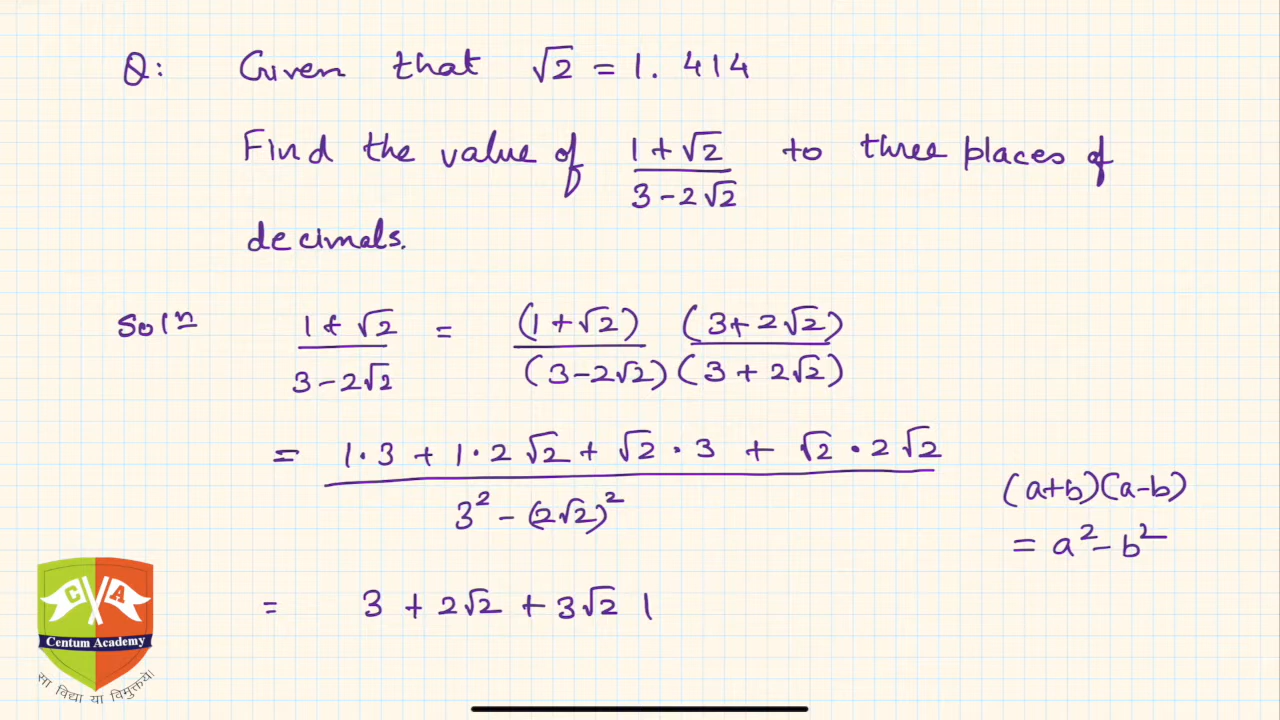 Q: Given that √2 = 1.414
Find the value of (1 + √2)/(3 - 2√2) to three places of
decimals.
Soln (1 + √2)/(3 - 2√2) = (1 + √2)(3 + 2√2)/(3 - 2√2)(3 + 2√2)
= (1·3 + 1·2√2 + √2·3 + √2·2√2)/(3² - (2√2)²)
(a+b)(a-b)
= a² - b²
= 3 + 2√2 + 3√2 |
C A
Centum Academy
सा विद्या या विमुक्तये।